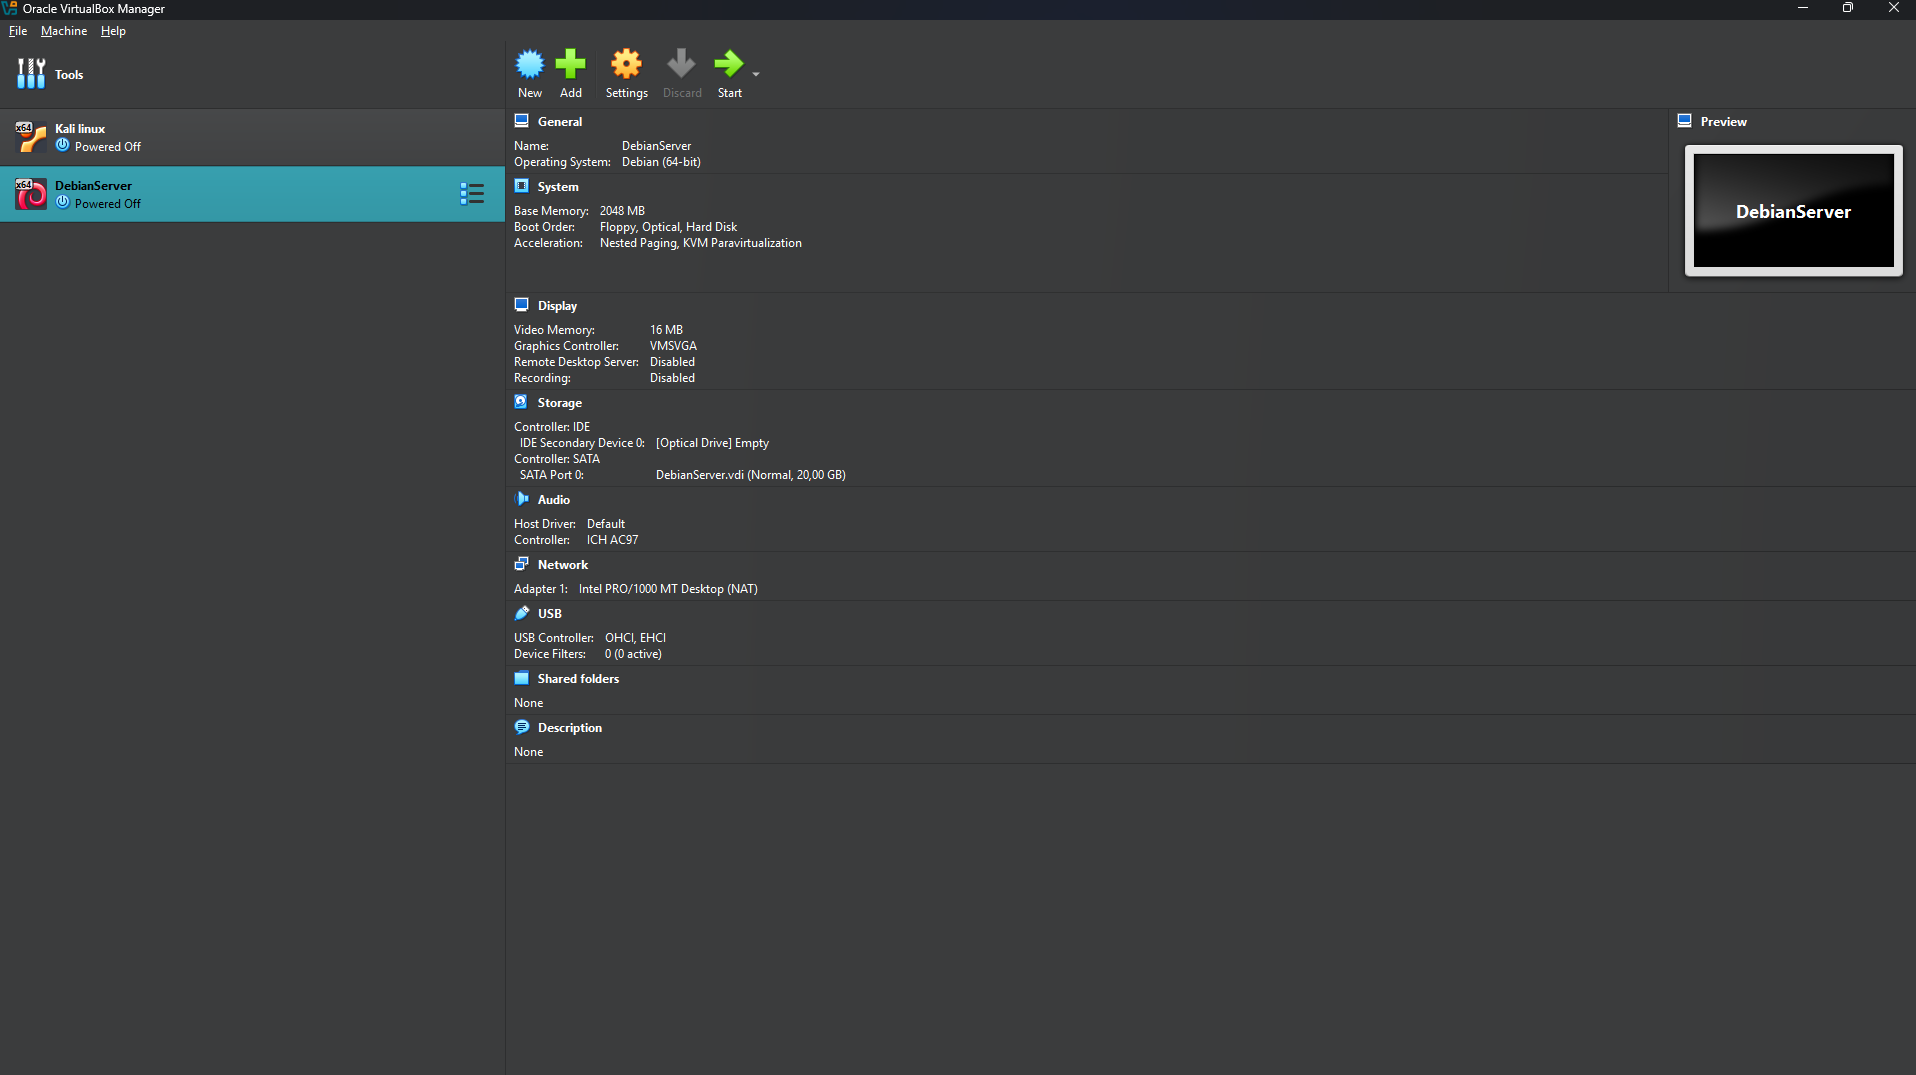 Oracle VirtualBox Manager
File Machine Help
Tools
New Add Settings Discard Start
x64 Kali linux
Powered Off
x64 DebianServer
Powered Off
General
Name: DebianServer
Operating System: Debian (64-bit)
System
Base Memory: 2048 MB
Boot Order: Floppy, Optical, Hard Disk
Acceleration: Nested Paging, KVM Paravirtualization
Preview
DebianServer
Display
Video Memory: 16 MB
Graphics Controller: VMSVGA
Remote Desktop Server: Disabled
Recording: Disabled
Storage
Controller: IDE
IDE Secondary Device 0: [Optical Drive] Empty
Controller: SATA
SATA Port 0: DebianServer.vdi (Normal, 20,00 GB)
Audio
Host Driver: Default
Controller: ICH AC97
Network
Adapter 1: Intel PRO/1000 MT Desktop (NAT)
USB
USB Controller: OHCI, EHCI
Device Filters: 0 (0 active)
Shared folders
None
Description
None